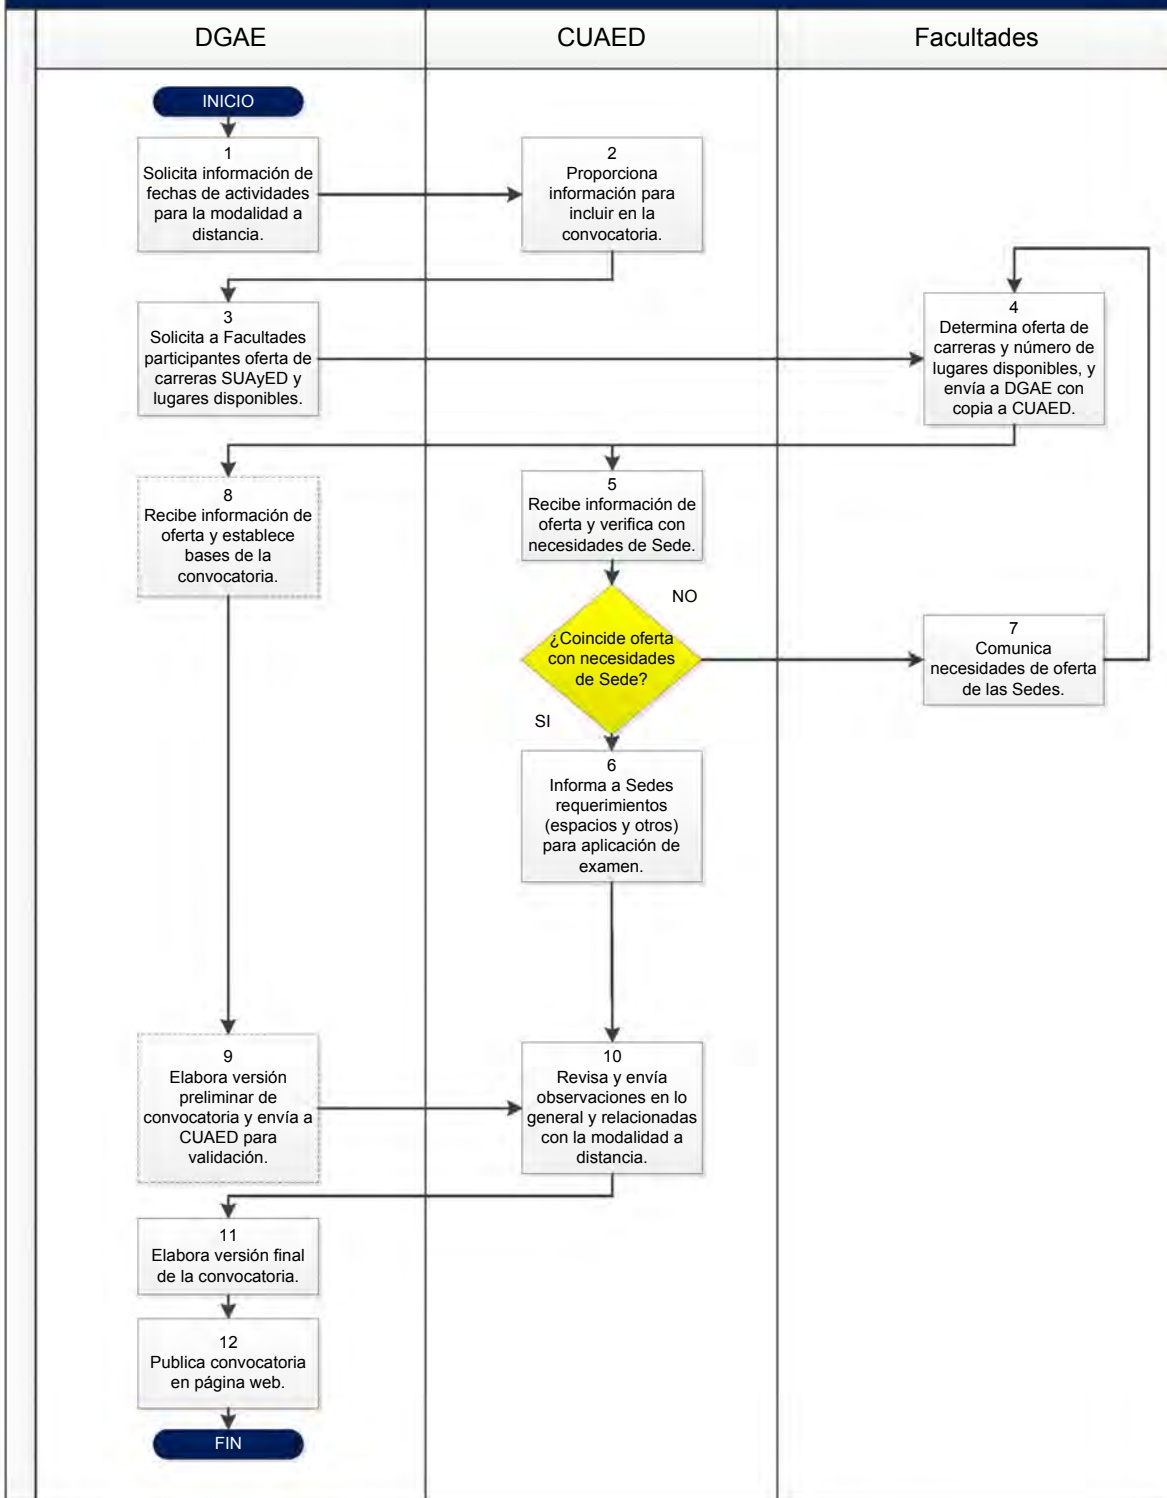 DGAE
CUAED
Facultades
INICIO
1
Solicita información de
fechas de actividades
para la modalidad a
distancia.
2
Proporciona
información para
incluir en la
convocatoria.
3
Solicita a Facultades
participantes oferta de
carreras SUAyED y
lugares disponibles.
4
Determina oferta de
carreras y número de
lugares disponibles, y
envía a DGAE con
copia a CUAED.
8
Recibe información de
oferta y establece
bases de la
convocatoria.
5
Recibe información de
oferta y verifica con
necesidades de Sede.
NO
¿Coincide oferta
con necesidades
de Sede?
7
Comunica
necesidades de oferta
de las Sedes.
SI
6
Informa a Sedes
requerimientos
(espacios y otros)
para aplicación de
examen.
9
Elabora versión
preliminar de
convocatoria y envía a
CUAED para
validación.
10
Revisa y envía
observaciones en lo
general y relacionadas
con la modalidad a
distancia.
11
Elabora versión final
de la convocatoria.
12
Publica convocatoria
en página web.
FIN